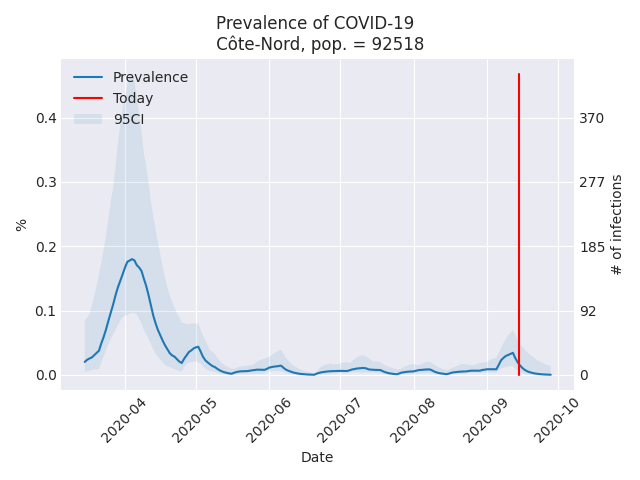 Prevalence of COVID-19
Côte-Nord, pop. = 92518
Prevalence
Today
95CI
0.4
0.3
0.2
0.1
0.0
%
370
277
185
92
0
# of infections
2020-04
2020-05
2020-06
2020-07
2020-08
2020-09
2020-10
Date